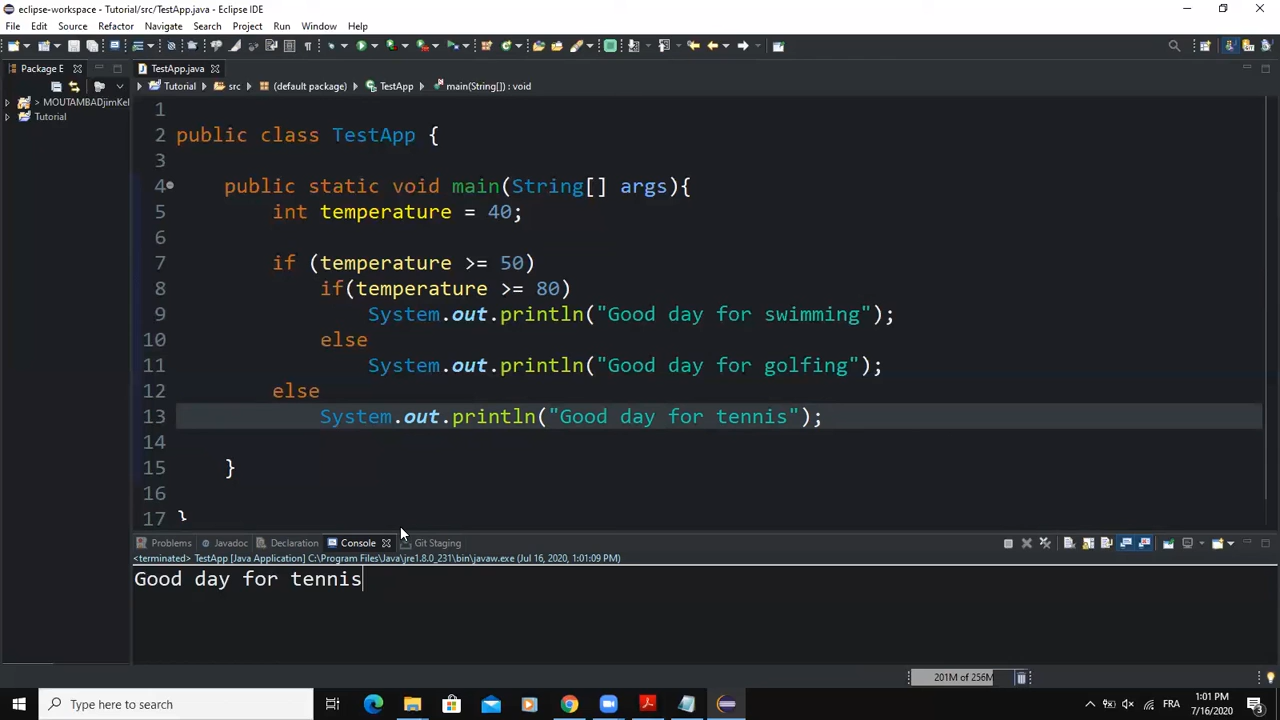 eclipse-workspace - Tutorial/src/TestApp.java - Eclipse IDE
File Edit Source Refactor Navigate Search Project Run Window Help
Package E
TestApp.java
Tutorial src (default package) TestApp main(String[]) : void
> MOUTAMBADjimKel
Tutorial
1
2 public class TestApp {
3
4 public static void main(String[] args){
5 int temperature = 40;
6
7 if (temperature >= 50)
8 if(temperature >= 80)
9 System.out.println("Good day for swimming");
10 else
11 System.out.println("Good day for golfing");
12 else
13 System.out.println("Good day for tennis");
14
15 }
16
17 }
Problems Javadoc Declaration Console Git Staging
<terminated> TestApp [Java Application] C:\Program Files\Java\jre1.8.0_231\bin\javaw.exe (Jul 16, 2020, 1:01:09 PM)
Good day for tennis
201M of 256M
Type here to search
FRA
1:01 PM
7/16/2020
3